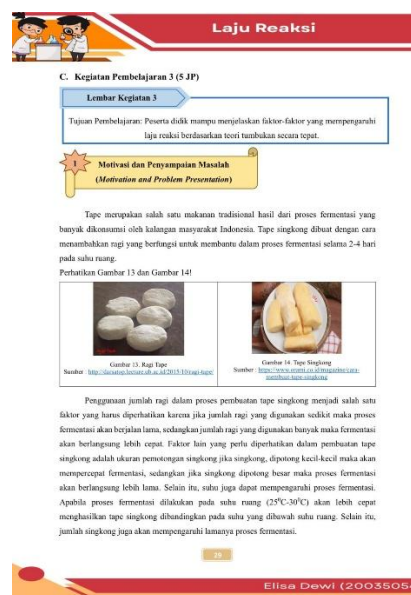 Laju Reaksi
C. Kegiatan Pembelajaran 3 (5 JP)
Lembar Kegiatan 3
Tujuan Pembelajaran: Peserta didik mampu menjelaskan faktor-faktor yang mempengaruhi
laju reaksi berdasarkan teori tumbukan secara tepat.
1
Motivasi dan Penyampaian Masalah
(Motivation and Problem Presentation)
Tape merupakan salah satu makanan tradisional hasil dari proses fermentasi yang
banyak dikonsumsi oleh kalangan masyarakat Indonesia. Tape singkong dibuat dengan cara
menambahkan ragi yang berfungsi untuk membantu dalam proses fermentasi selama 2-4 hari
pada suhu ruang.
Perhatikan Gambar 13 dan Gambar 14!
Gambar 13. Ragi Tape
Sumber :
Gambar 14. Tape Singkong
Sumber :
Penggunaan jumlah ragi dalam proses pembuatan tape singkong menjadi salah satu
faktor yang harus diperhatikan karena jika jumlah ragi yang digunakan sedikit maka proses
fermentasi akan berjalan lama, sedangkan jumlah ragi yang digunakan banyak maka fermentasi
akan berlangsung lebih cepat. Faktor lain yang perlu diperhatikan dalam pembuatan tape
singkong adalah ukuran pemotongan singkong jika singkong, dipotong kecil-kecil maka akan
mempercepat fermentasi, sedangkan jika singkong dipotong besar maka proses fermentasi
akan berlangsung lebih lama. Selain itu, suhu juga dapat mempengaruhi proses fermentasi.
Apabila proses fermentasi dilakukan pada suhu ruang (25⁰C-30⁰C) akan lebih cepat
menghasilkan tape singkong dibandingkan pada suhu yang dibawah suhu ruang. Selain itu,
jumlah singkong juga akan mempengaruhi lamanya proses fermentasi.
Elisa Dewi (2003505